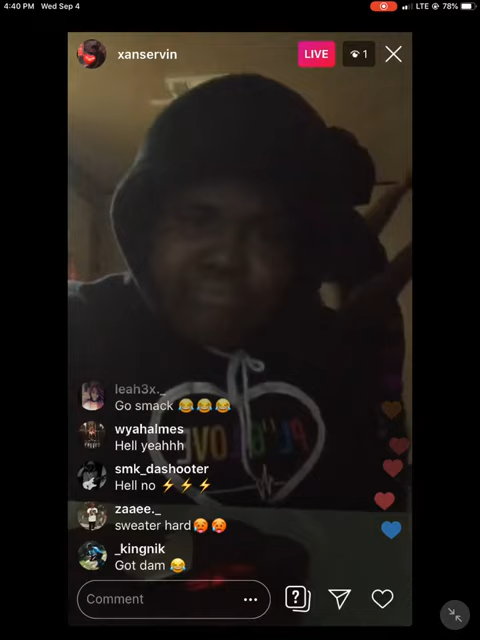 4:40 PM Wed Sep 4
LTE 78%
xanservin
LIVE
1
leah3x._
Go smack 😂😂😂
wyahalmes
Hell yeahhh
smk_dashooter
Hell no ⚡⚡⚡
zaaee._
sweater hard🥵🥵
_kingnik
Got dam 😂
Comment